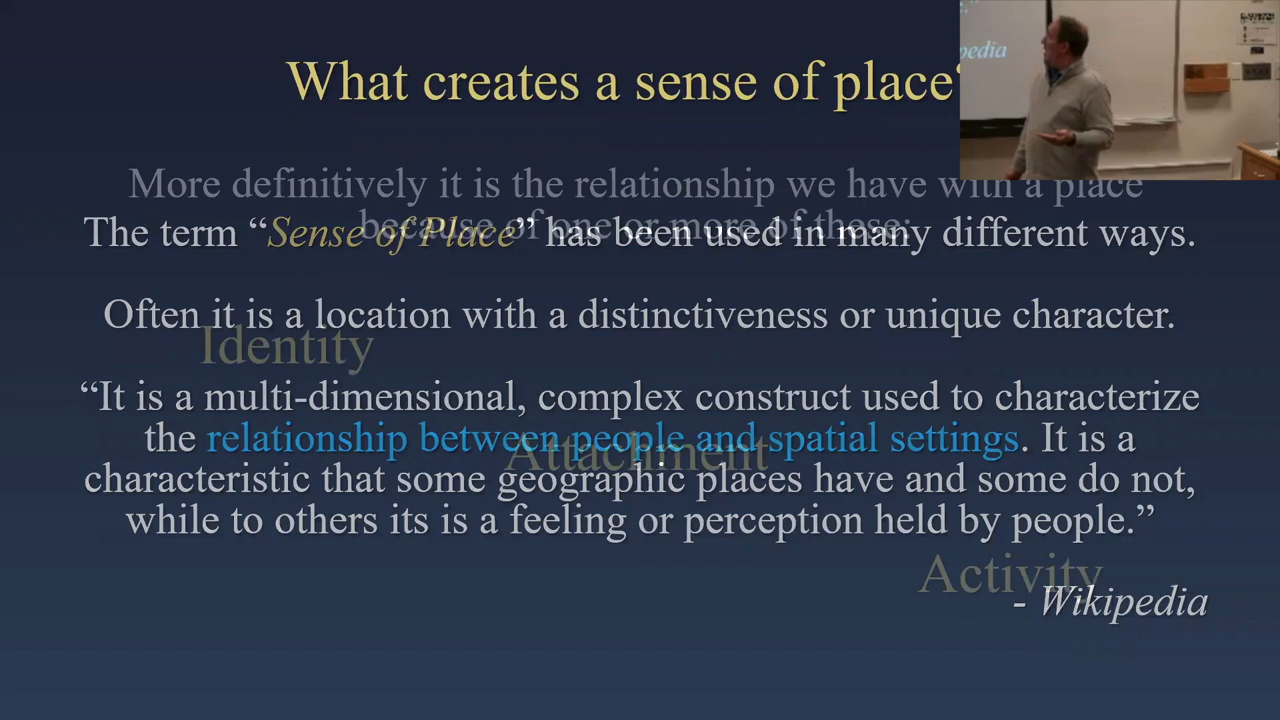 What creates a sense of place?
pedia
More definitively it is the relationship we have with a place
because of one or more of these:
The term “Sense of Place” has been used in many different ways.
Often it is a location with a distinctiveness or unique character.
Identity
“It is a multi-dimensional, complex construct used to characterize
the relationship between people and spatial settings. It is a
Attachment
characteristic that some geographic places have and some do not,
while to others its is a feeling or perception held by people.”
Activity
- Wikipedia